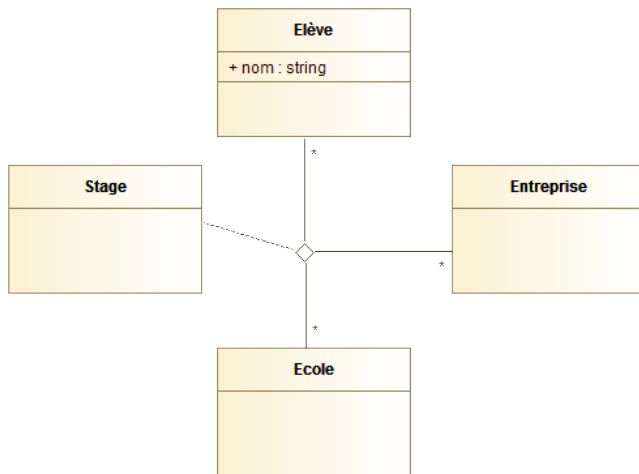 Elève
+ nom : string
*
Stage
Entreprise
*
*
Ecole